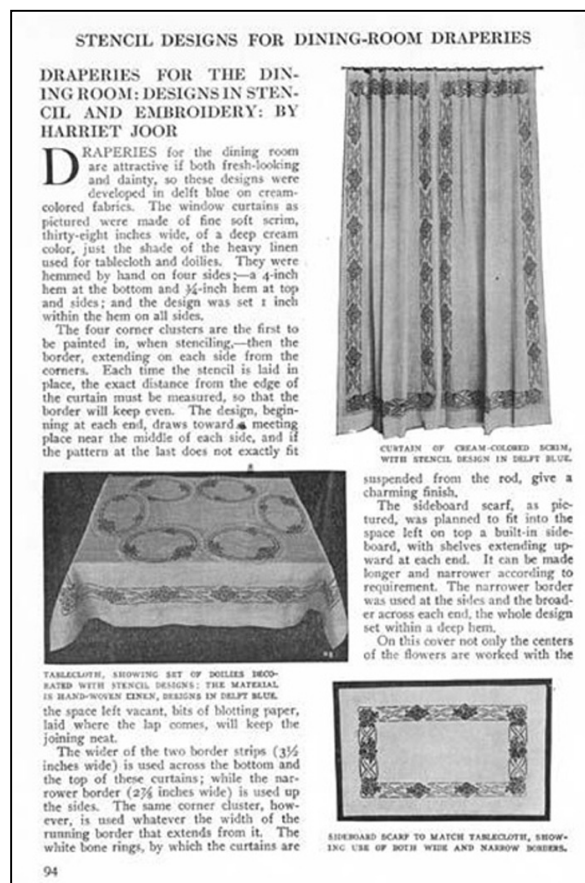 STENCIL DESIGNS FOR DINING-ROOM DRAPERIES
DRAPERIES FOR THE DIN-
ING ROOM: DESIGNS IN STEN-
CIL AND EMBROIDERY: BY
HARRIET JOOR
DRAPERIES for the dining room
are attractive if both fresh-looking
and dainty, so these designs were
developed in delft blue on cream-
colored fabrics. The window curtains as
pictured were made of fine soft scrim,
thirty-eight inches wide, of a deep cream
color, just the shade of the heavy linen
used for tablecloth and doilies. They were
hemmed by hand on four sides;—a 4-inch
hem at the bottom and ¾-inch hem at top
and sides; and the design was set 1 inch
within the hem on all sides.
The four corner clusters are the first to
be painted in, when stenciling,—then the
border, extending on each side from the
corners. Each time the stencil is laid in
place, the exact distance from the edge of
the curtain must be measured, so that the
border will keep even. The design, begin-
ning at each end, draws toward a meeting
place near the middle of each side, and if
the pattern at the last does not exactly fit
CURTAIN OF CREAM-COLORED SCRIM,
WITH STENCIL DESIGN IN DELFT BLUE.
TABLECLOTH, SHOWING SET OF DOILIES DECO-
RATED WITH STENCIL DESIGNS: THE MATERIAL
IS HAND-WOVEN LINEN, DESIGNS IN DELFT BLUE.
the space left vacant, bits of blotting paper,
laid where the lap comes, will keep the
joining neat.
The wider of the two border strips (3½
inches wide) is used across the bottom and
the top of these curtains; while the nar-
rower border (2⅞ inches wide) is used up
the sides. The same corner cluster, how-
ever, is used whatever the width of the
running border that extends from it. The
white bone rings, by which the curtains are
suspended from the rod, give a
charming finish.
The sideboard scarf, as pic-
tured, was planned to fit into the
space left on top a built-in side-
board, with shelves extending up-
ward at each end. It can be made
longer and narrower according to
requirement. The narrower border
was used at the sides and the broad-
er across each end, the whole design
set within a deep hem.
On this cover not only the centers
of the flowers are worked with the
SIDEBOARD SCARF TO MATCH TABLECLOTH, SHOW-
ING USE OF BOTH WIDE AND NARROW BORDERS.
94